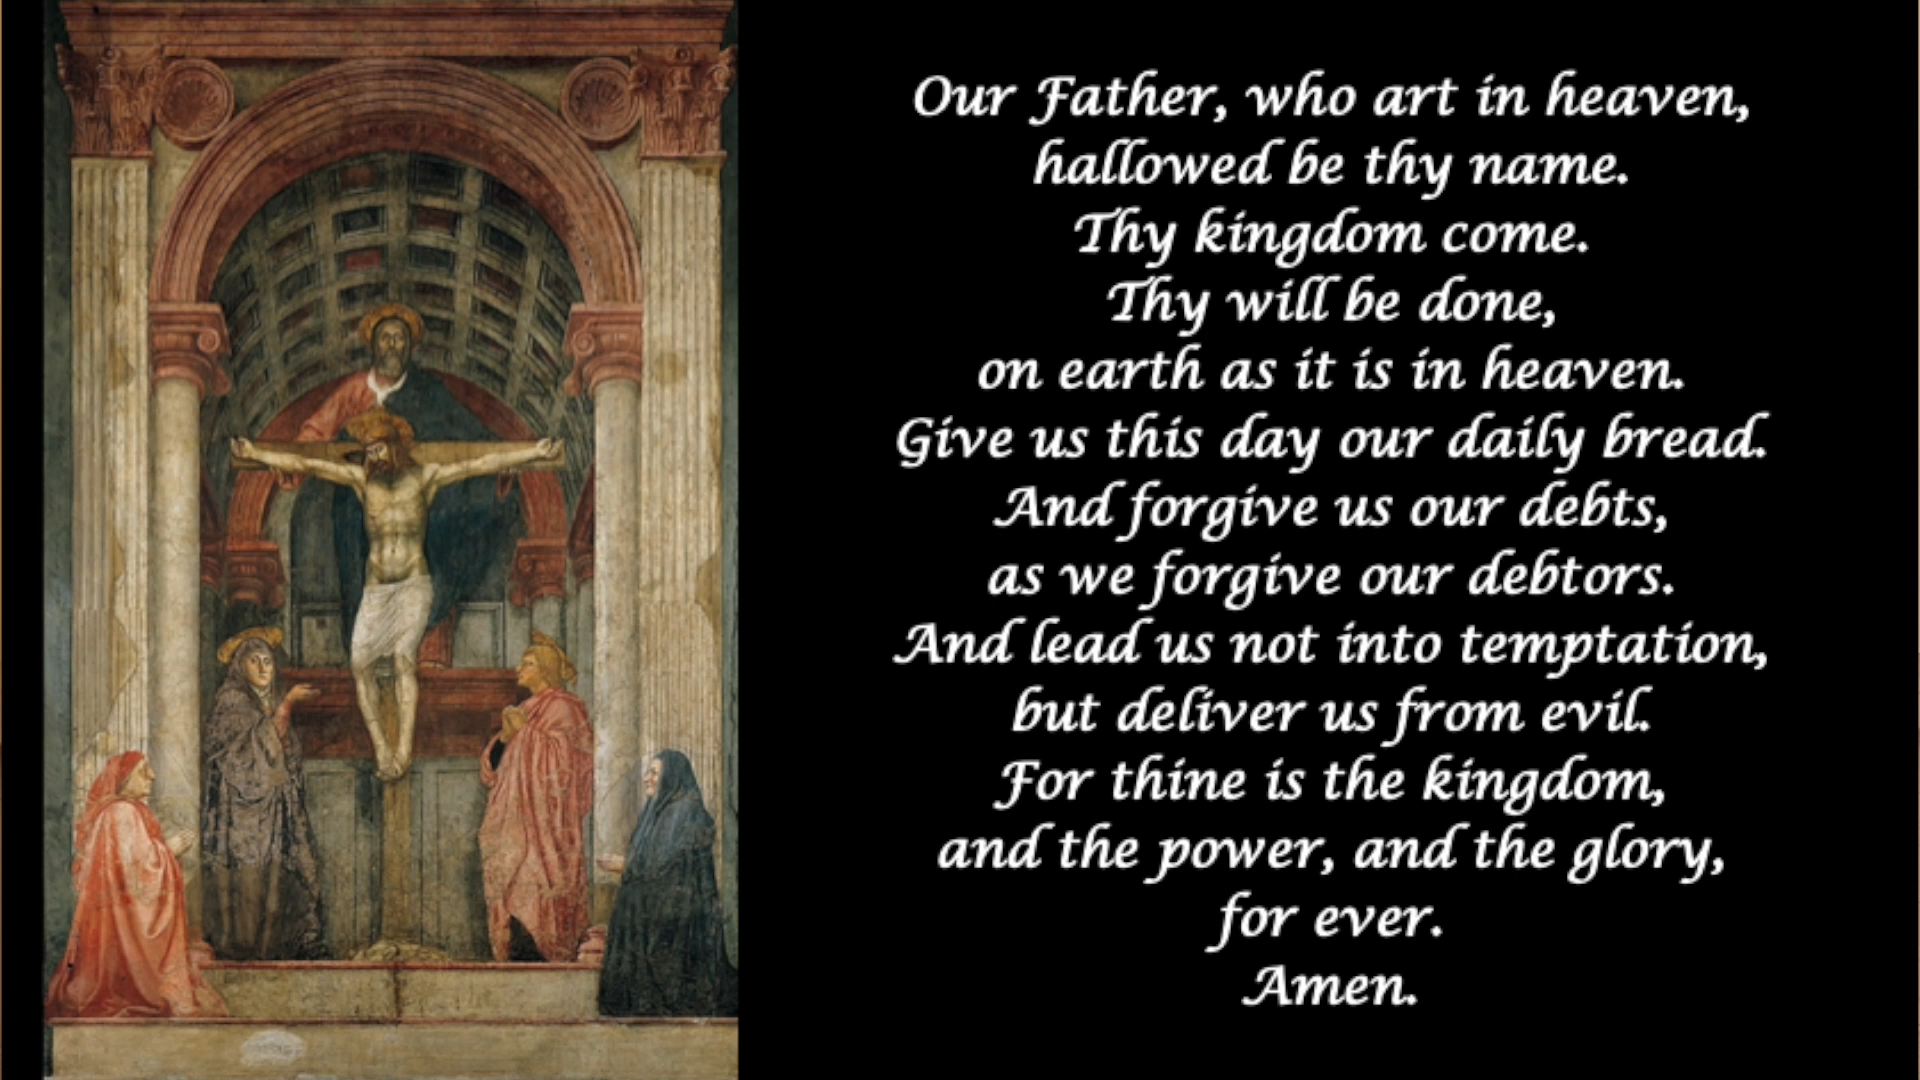 Our Father, who art in heaven,
hallowed be thy name.
Thy kingdom come.
Thy will be done,
on earth as it is in heaven.
Give us this day our daily bread.
And forgive us our debts,
as we forgive our debtors.
And lead us not into temptation,
but deliver us from evil.
For thine is the kingdom,
and the power, and the glory,
for ever.
Amen.